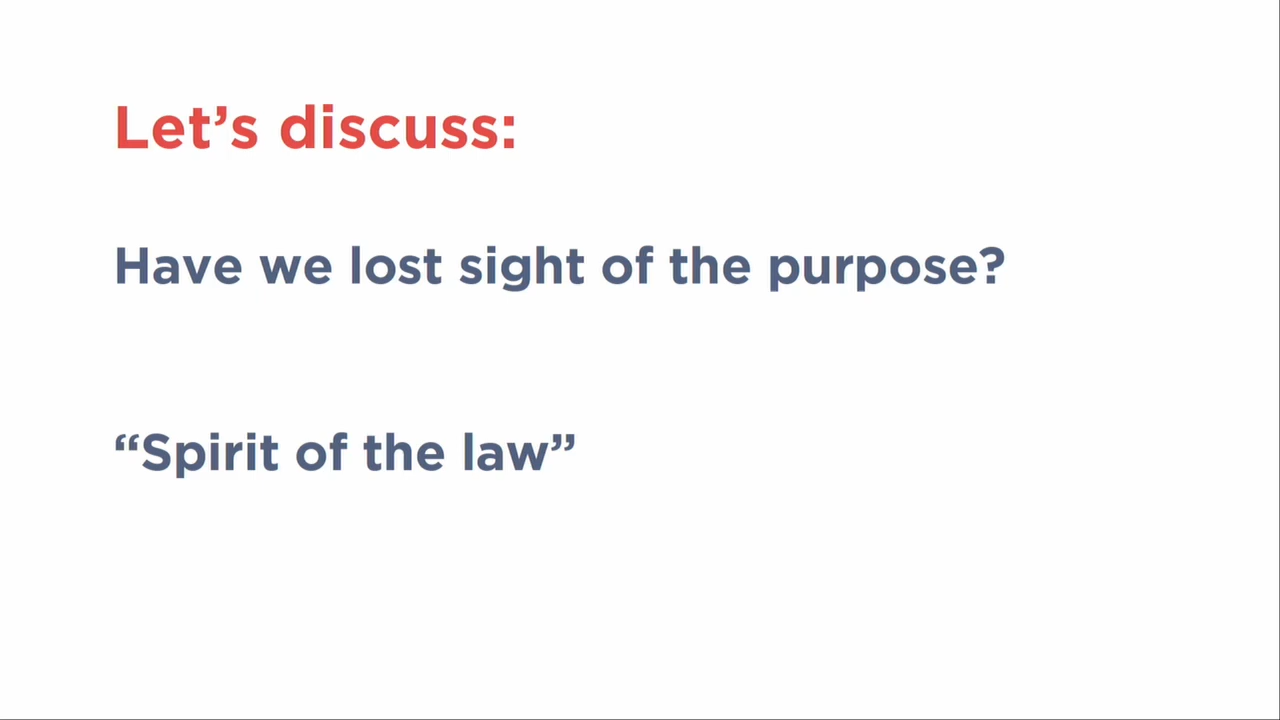 Let’s discuss:
Have we lost sight of the purpose?
“Spirit of the law”